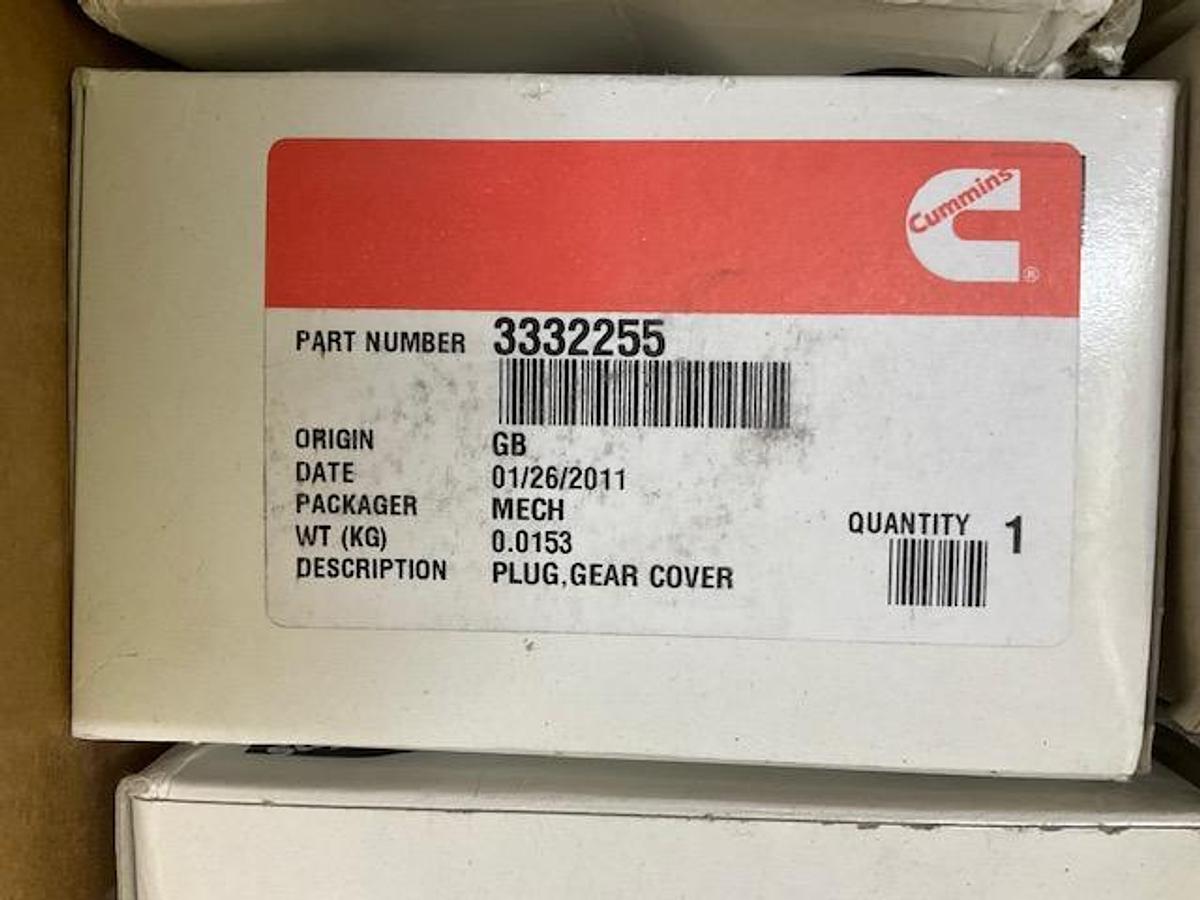 Cummins
®
PART NUMBER 3332255
ORIGIN GB
DATE 01/26/2011
PACKAGER MECH
WT (KG) 0.0153
QUANTITY 1
DESCRIPTION PLUG,GEAR COVER